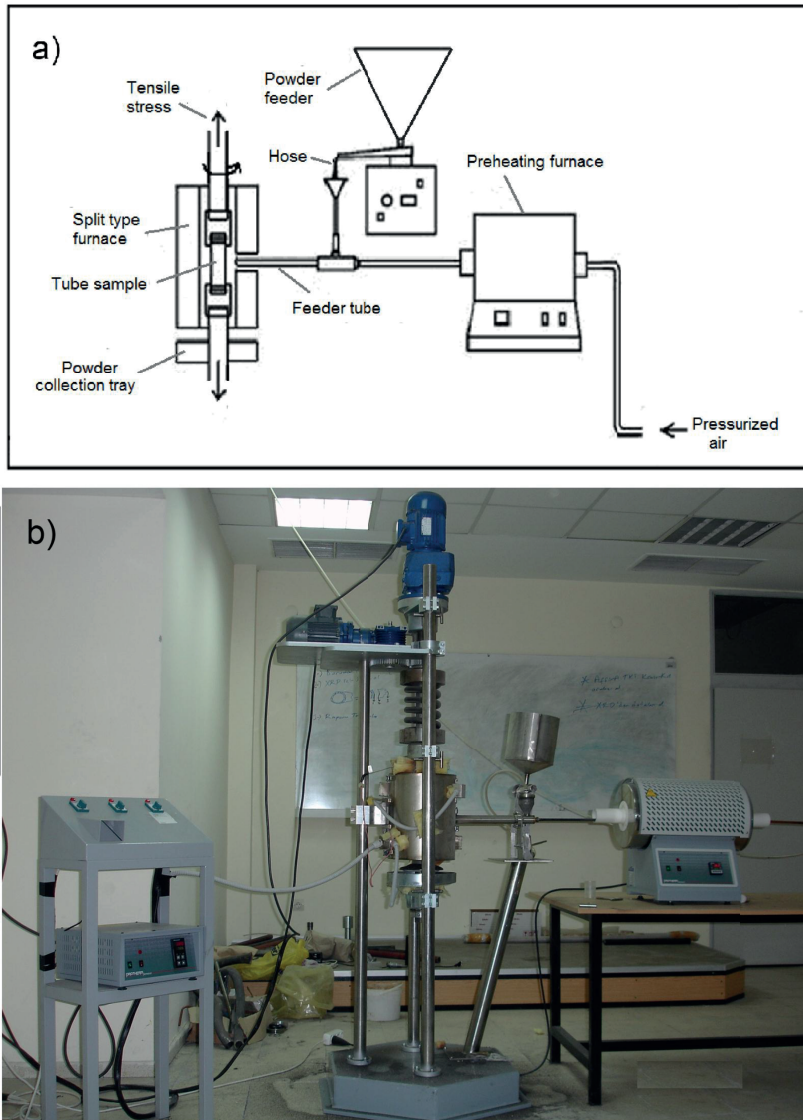 a)
Tensile
stress
Powder
feeder
Hose
Preheating furnace
Split type
furnace
Tube sample
Feeder tube
Powder
collection tray
Pressurized
air
b)